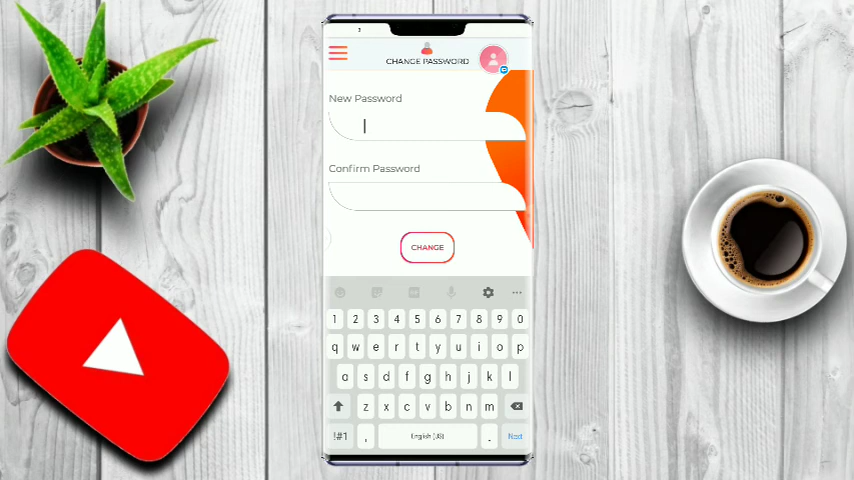 CHANGE PASSWORD
New Password
Confirm Password
CHANGE
1 2 3 4 5 6 7 8 9 0
q w e r t y u i o p
a s d f g h j k l
z x c v b n m
!#1 , English (US) . Next